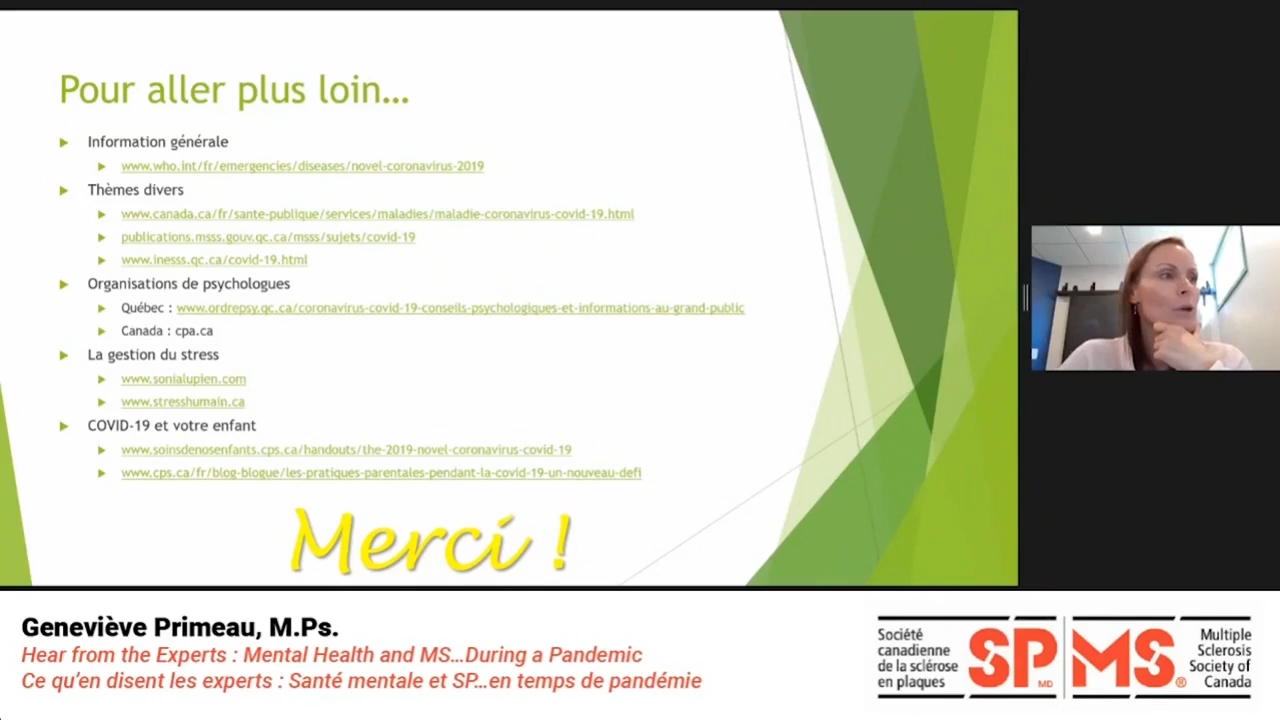 Pour aller plus loin...
Information générale
www.who.int/fr/emergencies/diseases/novel-coronavirus-2019
Thèmes divers
www.canada.ca/fr/sante-publique/services/maladies/maladie-coronavirus-covid-19.html
publications.msss.gouv.qc.ca/msss/sujets/covid-19
www.inesss.qc.ca/covid-19.html
Organisations de psychologues
Québec : www.ordrepsy.qc.ca/coronavirus-covid-19-conseils-psychologiques-et-informations-au-grand-public
Canada : cpa.ca
La gestion du stress
www.sonialupien.com
www.stresshumain.ca
COVID-19 et votre enfant
www.soinsdenosenfants.cps.ca/handouts/the-2019-novel-coronavirus-covid-19
www.cps.ca/fr/blog-blogue/les-pratiques-parentales-pendant-la-covid-19-un-nouveau-defi
Merci !
Geneviève Primeau, M.Ps.
Hear from the Experts : Mental Health and MS...During a Pandemic
Ce qu'en disent les experts : Santé mentale et SP...en temps de pandémie
Société
canadienne
de la sclérose
en plaques
SP MD
MS ®
Multiple
Sclerosis
Society of
Canada